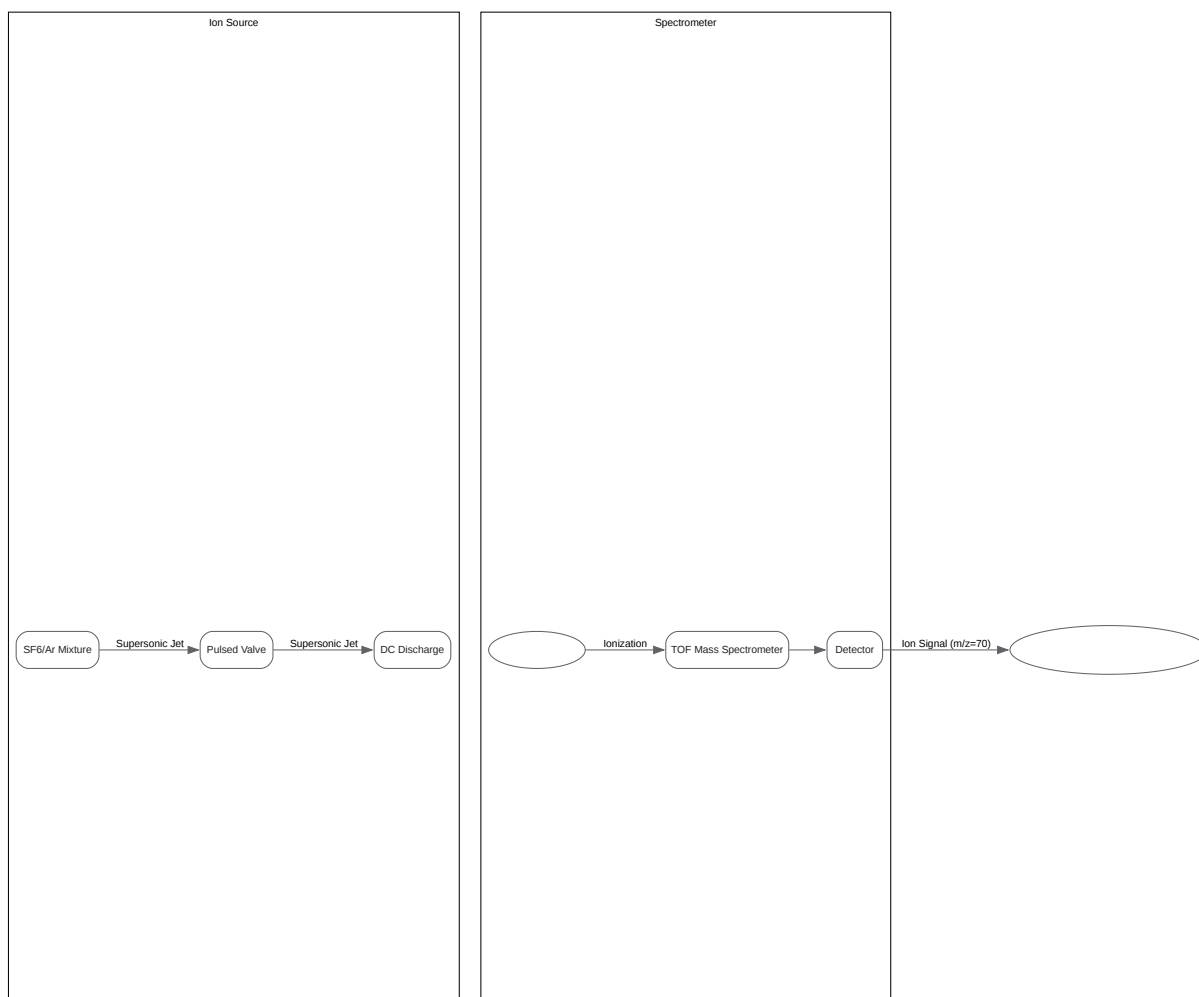 Ion Source
Spectrometer
SF6/Ar Mixture
Supersonic Jet
Pulsed Valve
Supersonic Jet
DC Discharge
Ionization
TOF Mass Spectrometer
Detector
Ion Signal (m/z=70)